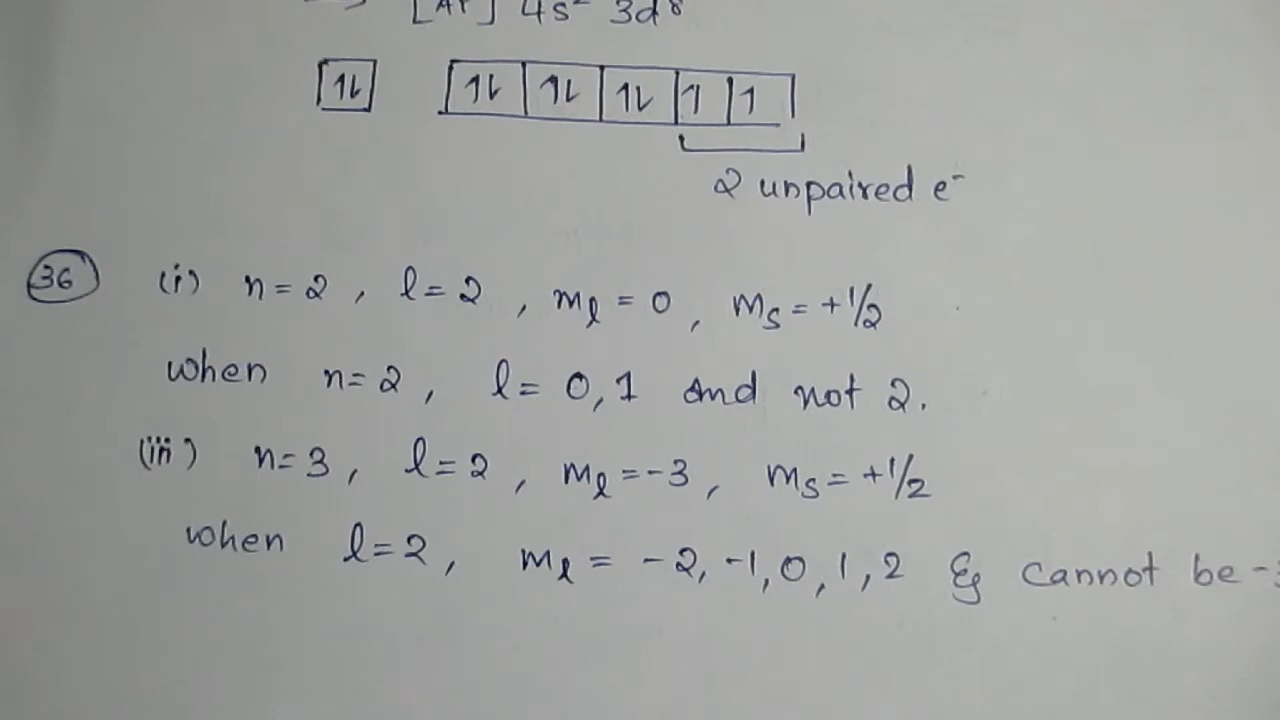 [Ar] 4s² 3d⁸
1⇂ 1⇂ 1⇂ 1⇂ 1 1
2 unpaired e⁻
36 (i) n = 2, l = 2, mₗ = 0, mₛ = +1/2
when n = 2, l = 0, 1 and not 2.
(iii) n = 3, l = 2, mₗ = -3, mₛ = +1/2
when l = 2, mₗ = -2, -1, 0, 1, 2 & cannot be -